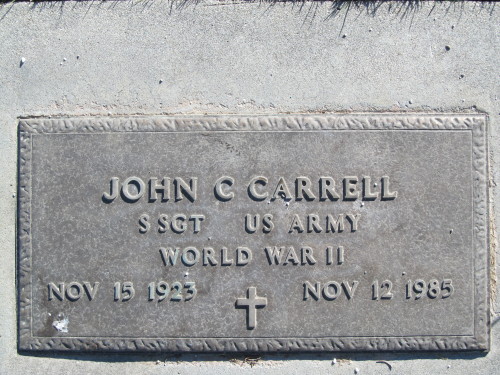 JOHN C CARRELL
S SGT US ARMY
WORLD WAR II
NOV 15 1923 NOV 12 1985